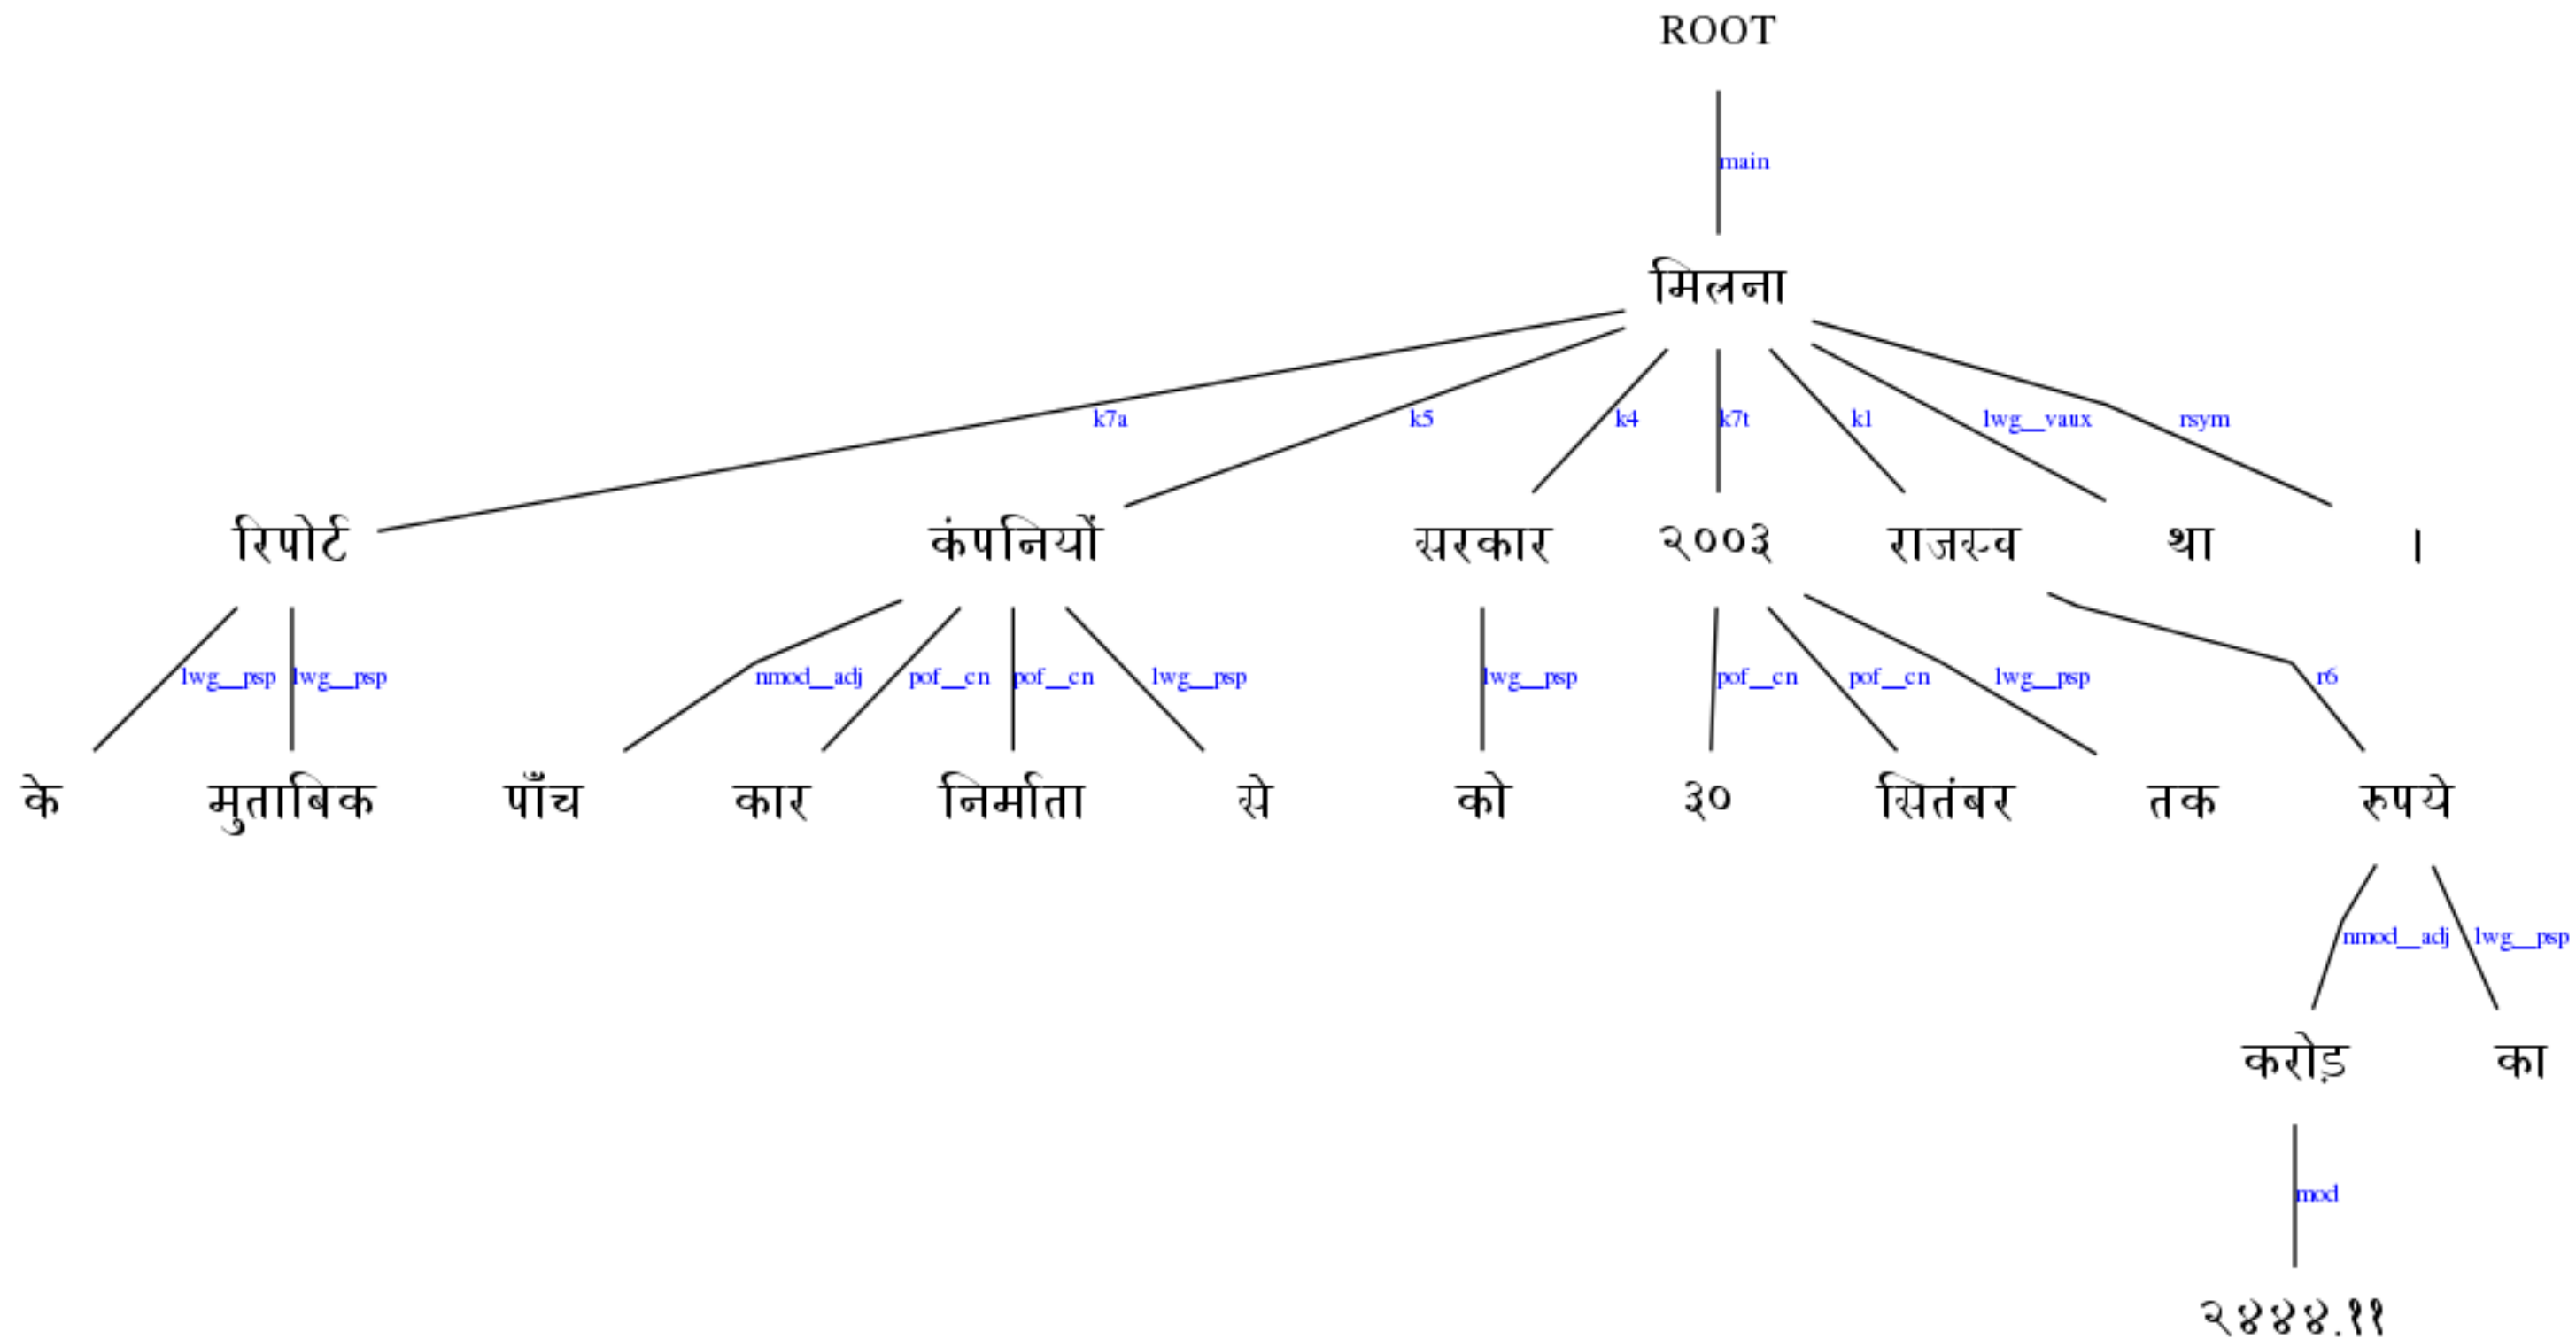 ROOT
main
मिलना
k7a k5 k4 k7t k1 lwg__vaux rsym
रिपोर्ट कंपनियों सरकार २००३ राजस्व था ।
lwg__psp lwg__psp nmod__adj pof__cn pof__cn lwg__psp lwg__psp pof__cn pof__cn lwg__psp r6
के मुताबिक पाँच कार निर्माता से को ३० सितंबर तक रुपये
nmod__adj lwg__psp
करोड़ का
mod
२४४४.११